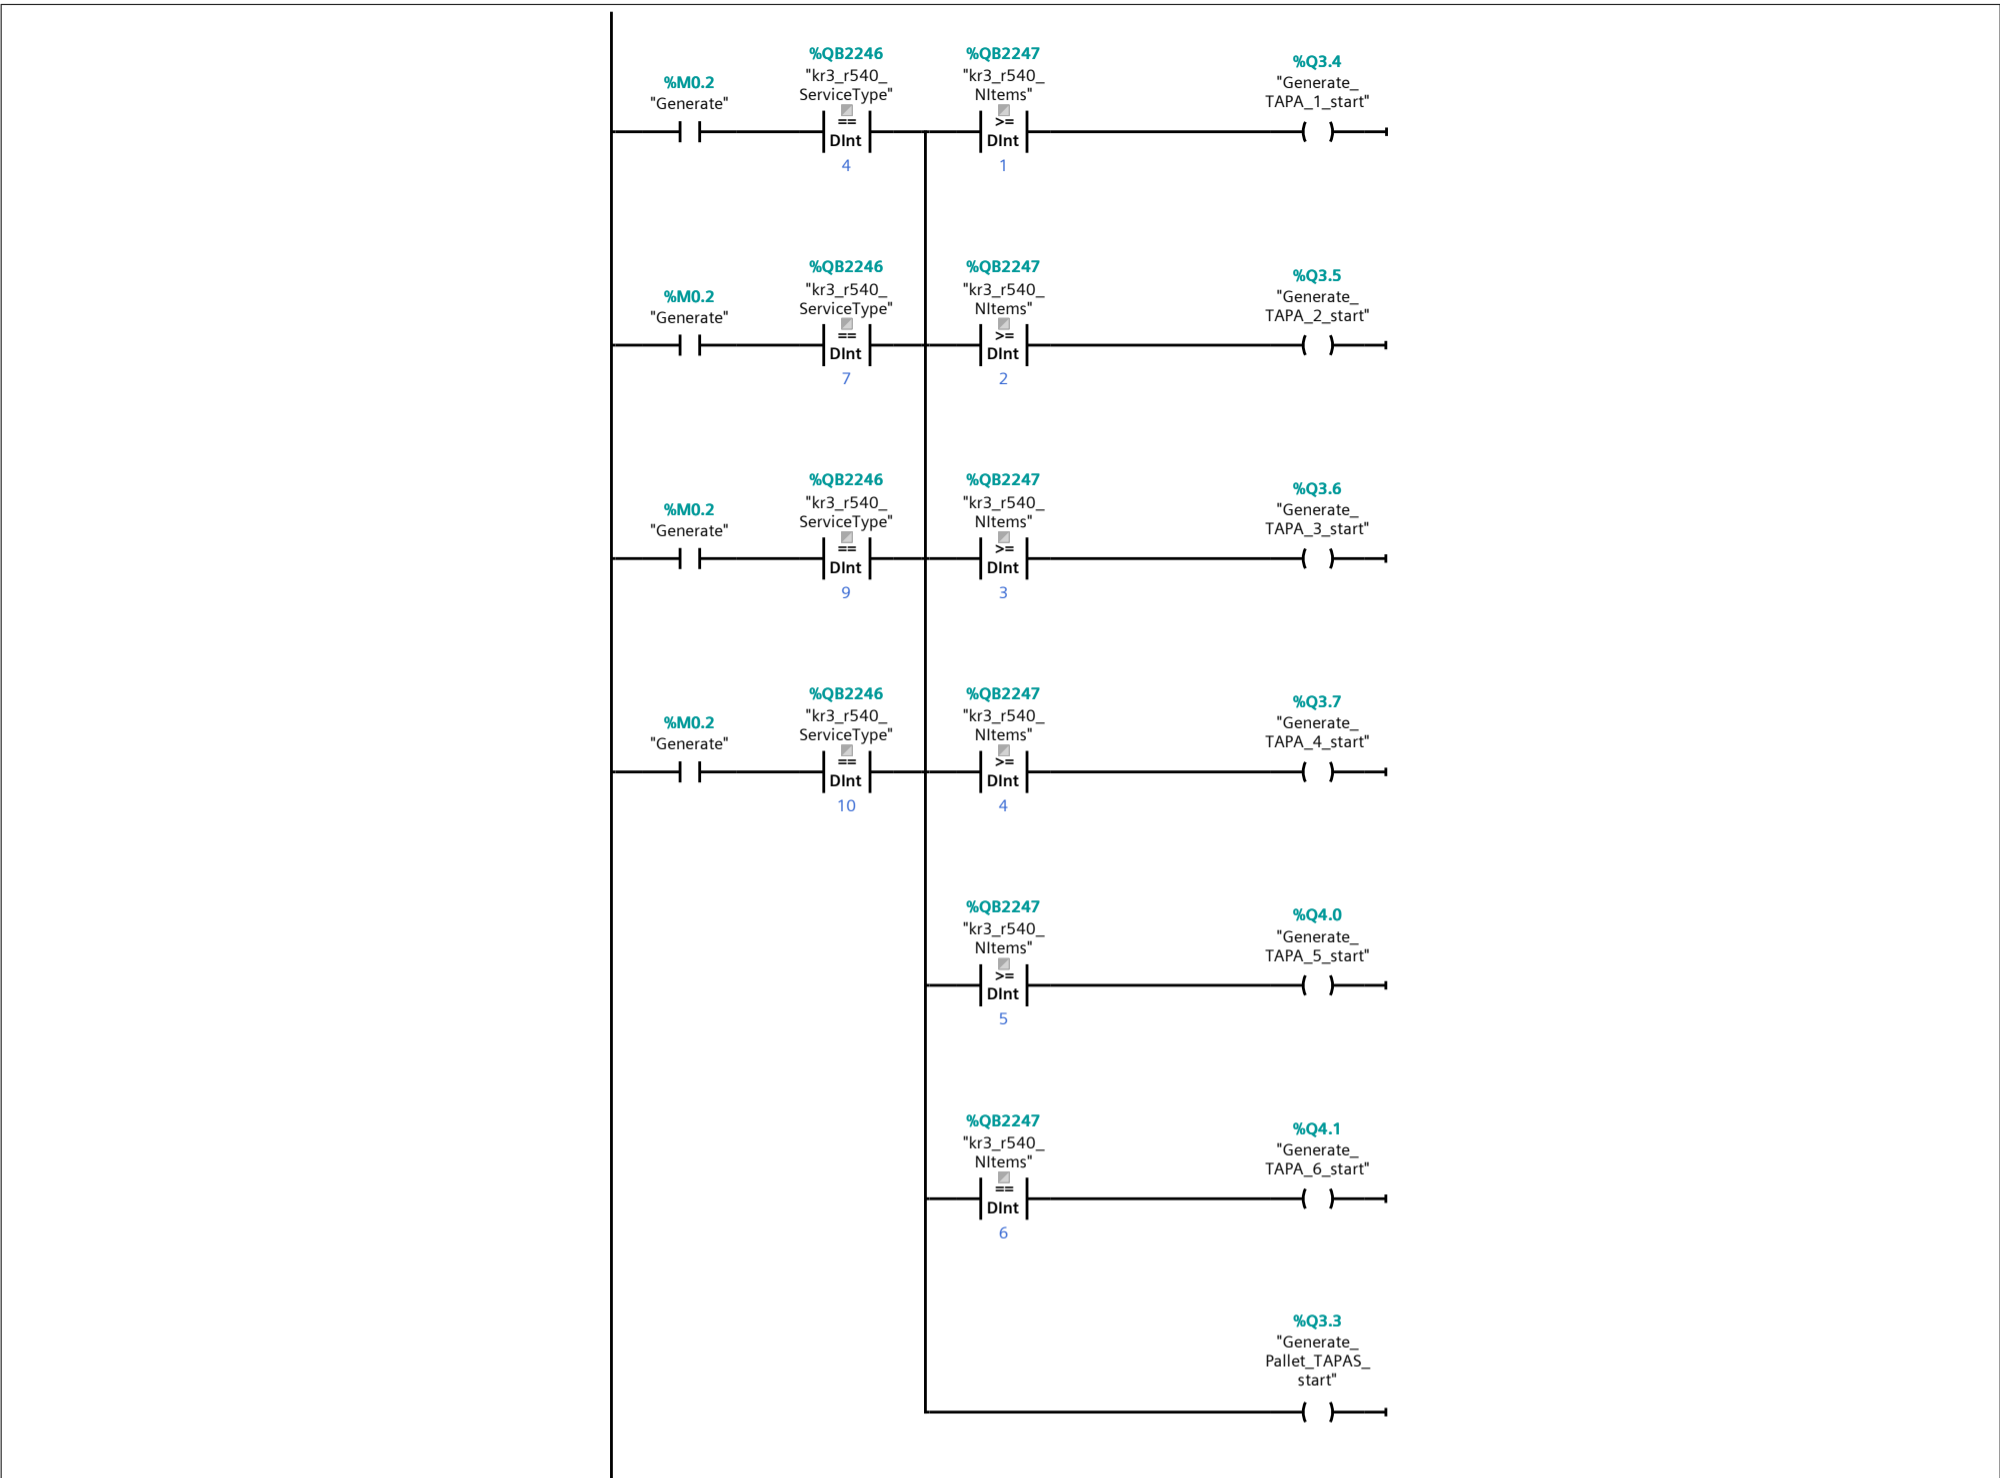 %QB2246
%QB2247
%Q3.4
%M0.2
"kr3_r540_
"kr3_r540_
"Generate_
"Generate"
ServiceType"
NItems"
TAPA_1_start"
==
>=
DInt
DInt
4
1
%QB2246
%QB2247
%Q3.5
%M0.2
"kr3_r540_
"kr3_r540_
"Generate_
"Generate"
ServiceType"
NItems"
TAPA_2_start"
==
>=
DInt
DInt
7
2
%QB2246
%QB2247
%Q3.6
%M0.2
"kr3_r540_
"kr3_r540_
"Generate_
"Generate"
ServiceType"
NItems"
TAPA_3_start"
==
>=
DInt
DInt
9
3
%QB2246
%QB2247
%Q3.7
%M0.2
"kr3_r540_
"kr3_r540_
"Generate_
"Generate"
ServiceType"
NItems"
TAPA_4_start"
==
>=
DInt
DInt
10
4
%QB2247
%Q4.0
"kr3_r540_
"Generate_
NItems"
TAPA_5_start"
>=
DInt
5
%QB2247
%Q4.1
"kr3_r540_
"Generate_
NItems"
TAPA_6_start"
==
DInt
6
%Q3.3
"Generate_
Pallet_TAPAS_
start"